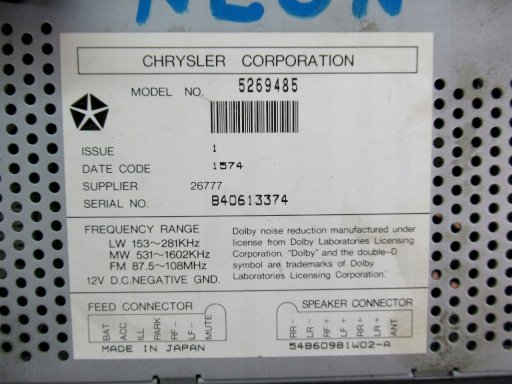 NEON
CHRYSLER CORPORATION
MODEL NO. 5269485
ISSUE 1
DATE CODE 1574
SUPPLIER 26777
SERIAL NO. B40613374
FREQUENCY RANGE
LW 153~281KHz
MW 531~1602KHz
FM 87.5~108MHz
12V D.C.NEGATIVE GND.
Dolby noise reduction manufactured under
license from Dolby Laboratories Licensing
Corporation. "Dolby" and the double-D
symbol are trademarks of Dolby
Laboratories Licensing Corporation.
FEED CONNECTOR
BAT
ACC
ILL
PARK
RF-
LF-
MUTE
MADE IN JAPAN
SPEAKER CONNECTOR
RR-
LR-
RF+
LF+
RR+
LR+
ANT
54B60981W02-A